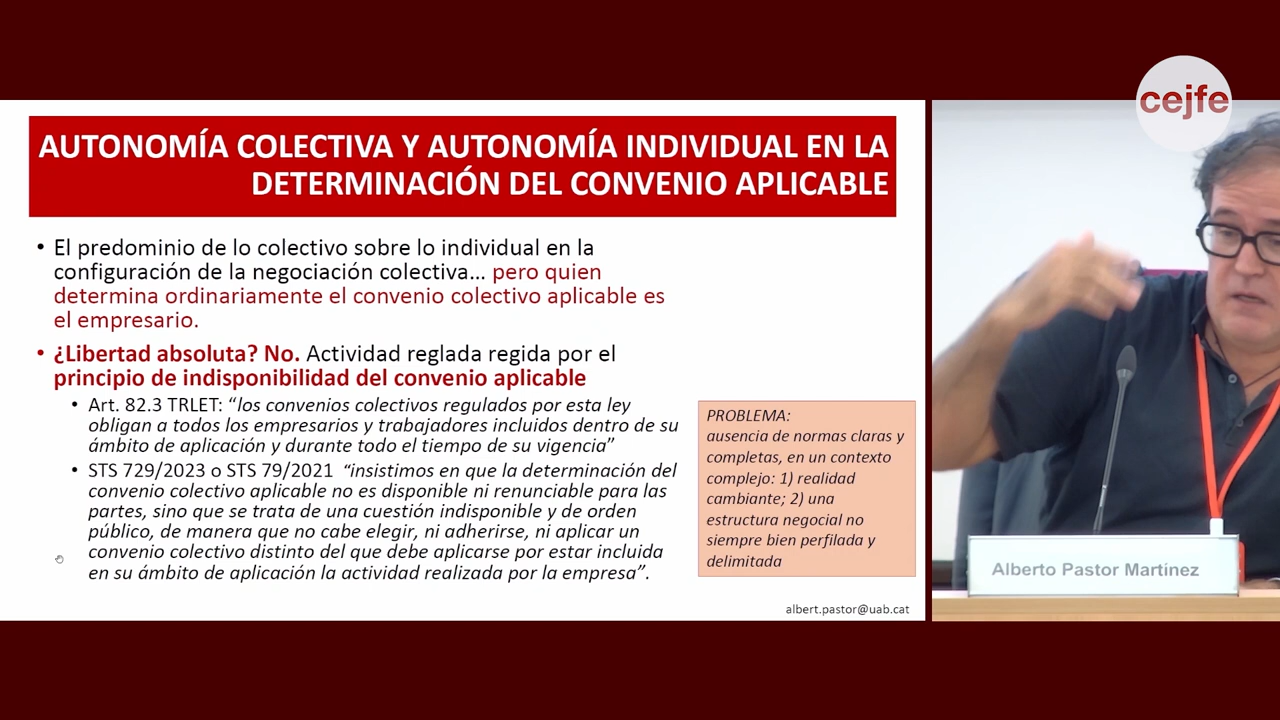 cejfe
AUTONOMÍA COLECTIVA Y AUTONOMÍA INDIVIDUAL EN LA
DETERMINACIÓN DEL CONVENIO APLICABLE
• El predominio de lo colectivo sobre lo individual en la
configuración de la negociación colectiva... pero quien
determina ordinariamente el convenio colectivo aplicable es
el empresario.
• ¿Libertad absoluta? No. Actividad reglada regida por el
principio de indisponibilidad del convenio aplicable
• Art. 82.3 TRLET: “los convenios colectivos regulados por esta ley
obligan a todos los empresarios y trabajadores incluidos dentro de su
ámbito de aplicación y durante todo el tiempo de su vigencia”
• STS 729/2023 o STS 79/2021 “insistimos en que la determinación del
convenio colectivo aplicable no es disponible ni renunciable para las
partes, sino que se trata de una cuestión indisponible y de orden
público, de manera que no cabe elegir, ni adherirse, ni aplicar un
convenio colectivo distinto del que debe aplicarse por estar incluida
en su ámbito de aplicación la actividad realizada por la empresa”.
PROBLEMA:
ausencia de normas claras y
completas, en un contexto
complejo: 1) realidad
cambiante; 2) una
estructura negocial no
siempre bien perfilada y
delimitada
albert.pastor@uab.cat
Alberto Pastor Martínez